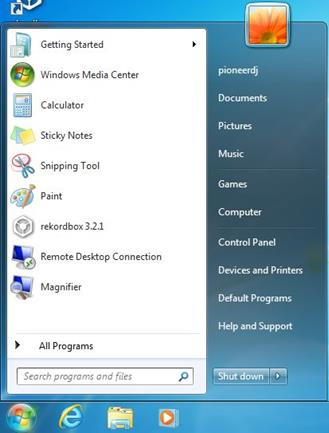 Getting Started
Windows Media Center
Calculator
Sticky Notes
Snipping Tool
Paint
rekordbox 3.2.1
Remote Desktop Connection
Magnifier
All Programs
Search programs and files
pioneerdj
Documents
Pictures
Music
Games
Computer
Control Panel
Devices and Printers
Default Programs
Help and Support
Shut down